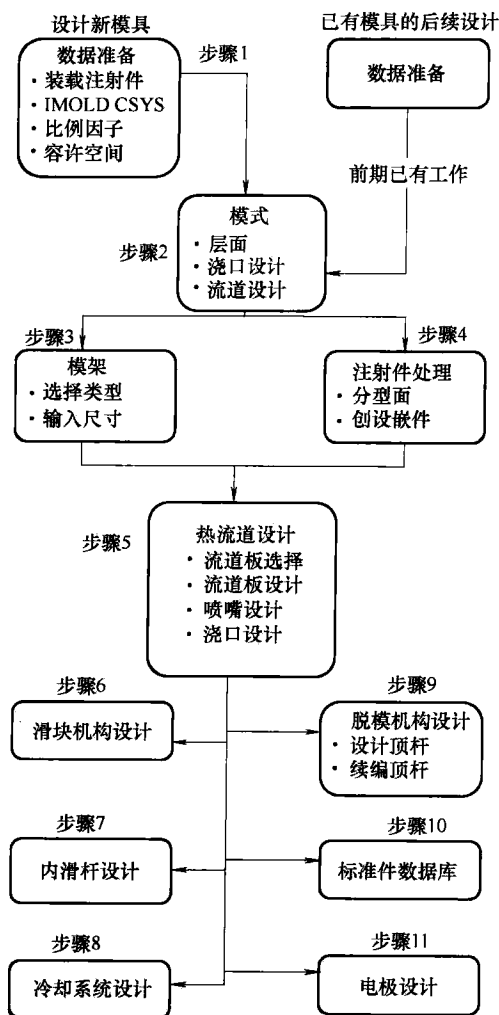 设计新模具
数据准备
· 装载注射件
· IMOLD CSYS
· 比例因子
· 容许空间
步骤1
已有模具的后续设计
数据准备
前期已有工作
步骤2
模式
· 层面
· 浇口设计
· 流道设计
步骤3
模架
· 选择类型
· 输入尺寸
步骤4
注射件处理
· 分型面
· 创设嵌件
步骤5
热流道设计
· 流道板选择
· 流道板设计
· 喷嘴设计
· 浇口设计
步骤6
滑块机构设计
步骤9
脱模机构设计
· 设计顶杆
· 续编顶杆
步骤7
内滑杆设计
步骤10
标准件数据库
步骤8
冷却系统设计
步骤11
电极设计